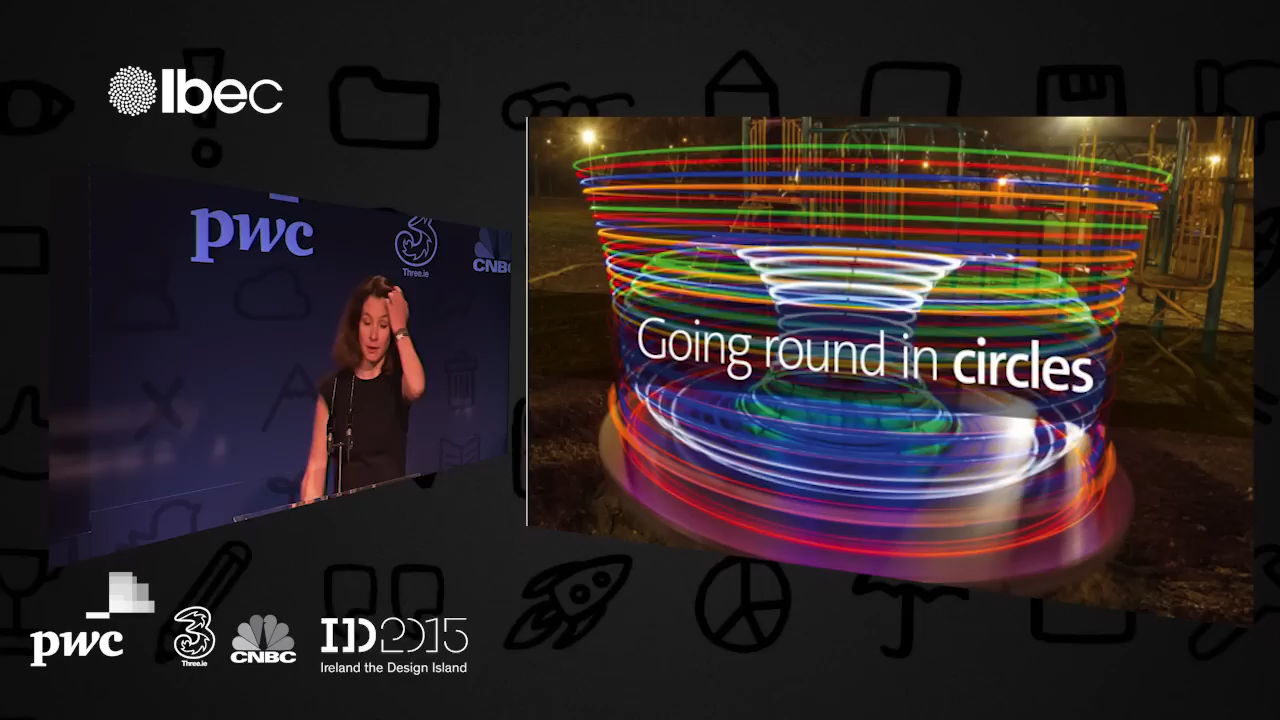 Ibec
pwc
Three.ie
CNBC
Going round in circles
pwc
Three.ie
CNBC
ID2015
Ireland the Design Island